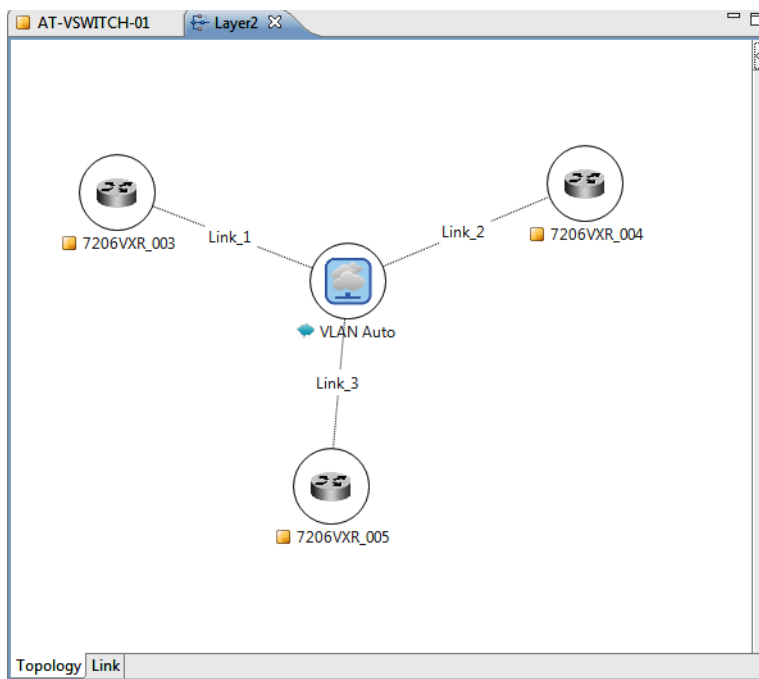 AT-VSWITCH-01
Layer2
Link_1
Link_2
7206VXR_003
7206VXR_004
VLAN Auto
Link_3
7206VXR_005
Topology
Link